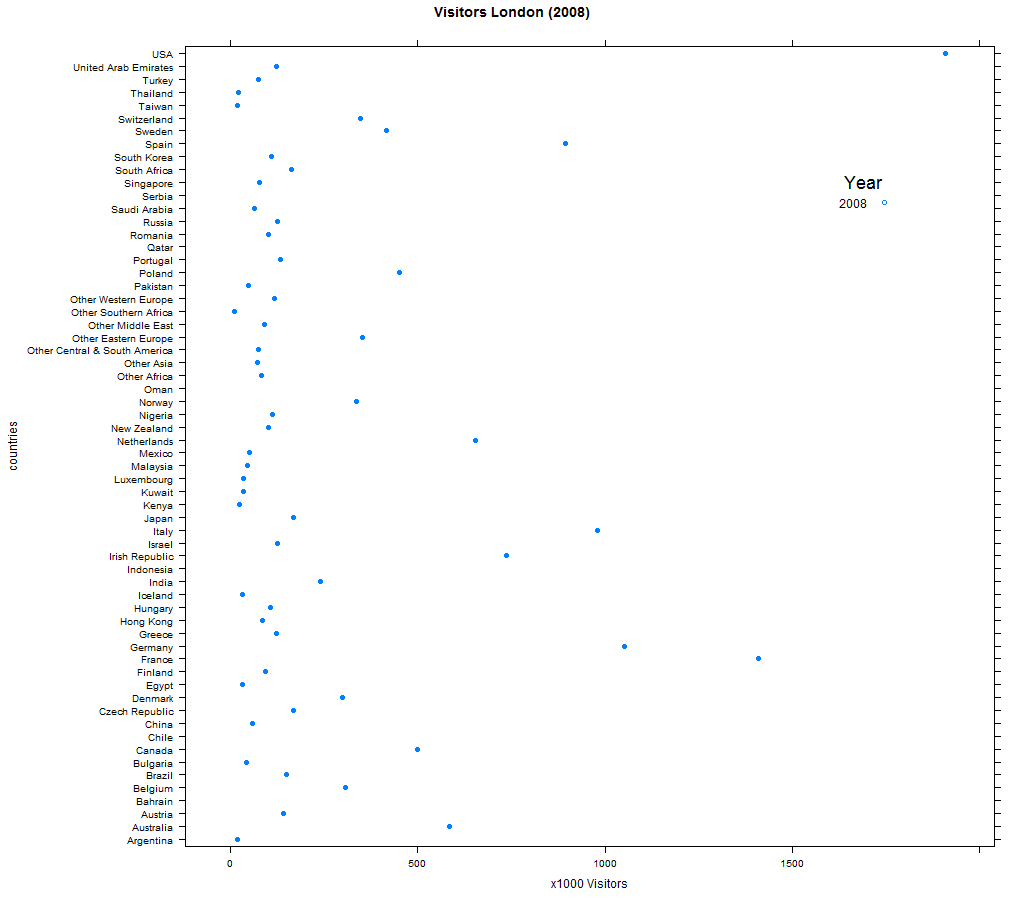 Visitors London (2008)
USA
United Arab Emirates
Turkey
Thailand
Taiwan
Switzerland
Sweden
Spain
South Korea
South Africa
Singapore
Serbia
Saudi Arabia
Russia
Romania
Qatar
Portugal
Poland
Pakistan
Other Western Europe
Other Southern Africa
Other Middle East
Other Eastern Europe
Other Central & South America
Other Asia
Other Africa
Oman
Norway
Nigeria
New Zealand
Netherlands
Mexico
Malaysia
Luxembourg
Kuwait
Kenya
Japan
Italy
Israel
Irish Republic
Indonesia
India
Iceland
Hungary
Hong Kong
Greece
Germany
France
Finland
Egypt
Denmark
Czech Republic
China
Chile
Canada
Bulgaria
Brazil
Belgium
Bahrain
Austria
Australia
Argentina
countries
Year
2008
0 500 1000 1500
x1000 Visitors